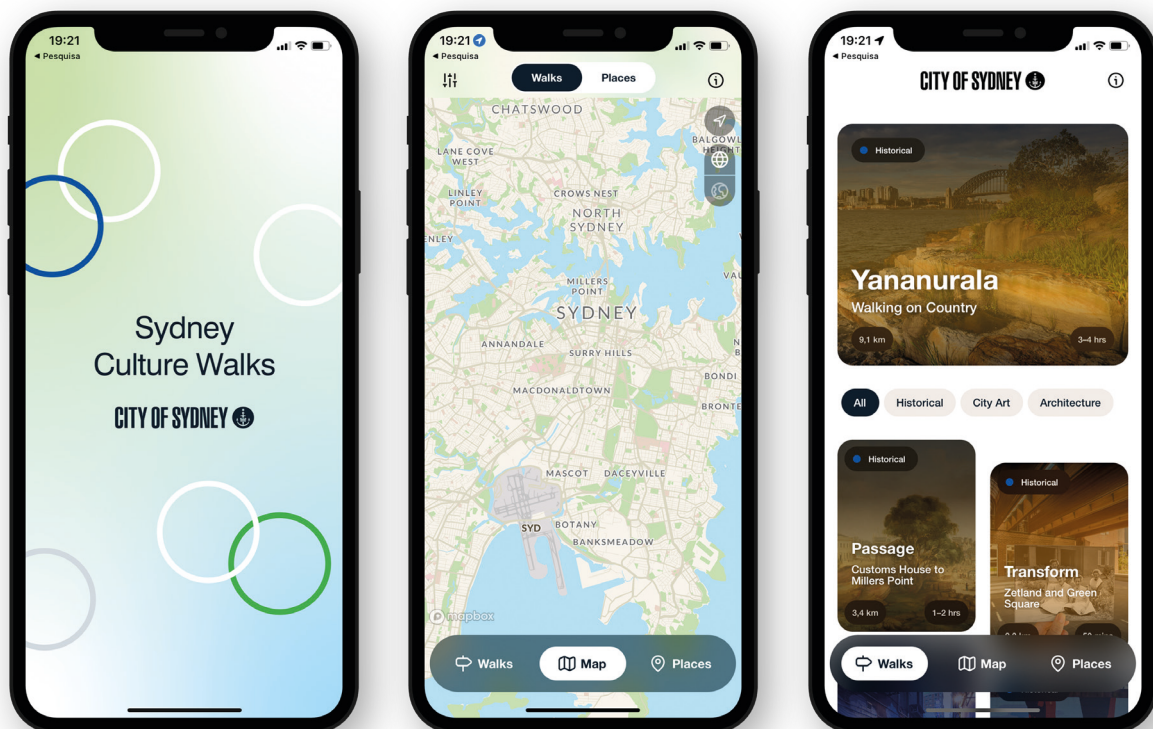 19:21
◀ Pesquisa
Sydney
Culture Walks
CITY OF SYDNEY
19:21
◀ Pesquisa
Walks
Places
CHATSWOOD
LANE COVE
WEST
LINLEY
POINT
CROWS NEST
NORTH
SYDNEY
ENLEY
MILLERS
POINT
SYDNEY
ANNANDALE
SURRY HILLS
BONDI
MACDONALDTOWN
BRONTE
MASCOT
DACEYVILLE
SYD
BOTANY
BANKSMEADOW
mapbox
Walks
Map
Places
19:21
◀ Pesquisa
CITY OF SYDNEY
Historical
Yananurala
Walking on Country
9,1 km
3–4 hrs
All
Historical
City Art
Architecture
Historical
Passage
Customs House to
Millers Point
3,4 km
1–2 hrs
Historical
Transform
Zetland and Green
Square
Walks
Map
Places